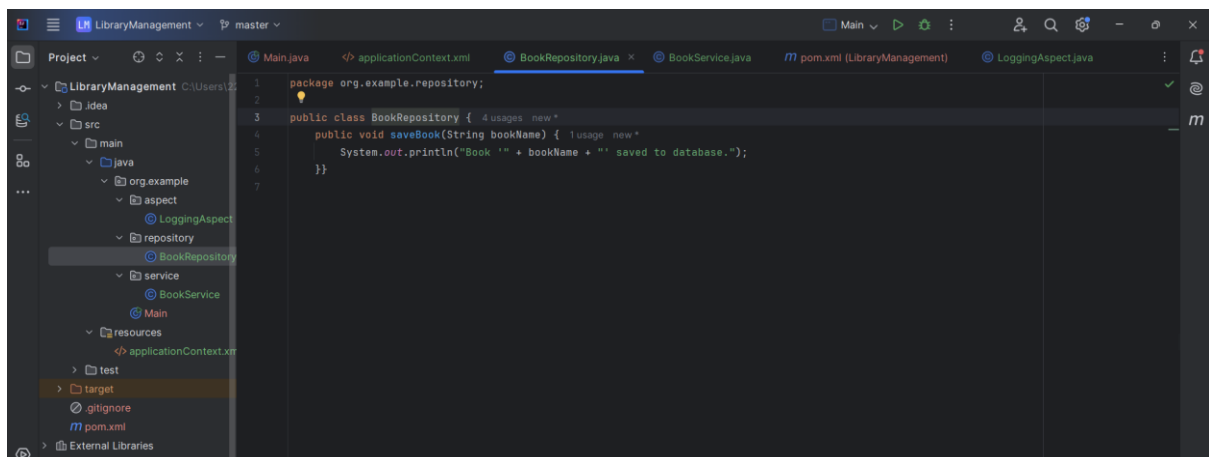 LM LibraryManagement master Main
Project
Main.java applicationContext.xml BookRepository.java BookService.java m pom.xml (LibraryManagement) LoggingAspect.java
LibraryManagement C:\Users\22
.idea
src
main
java
org.example
aspect
LoggingAspect
repository
BookRepository
service
BookService
Main
resources
applicationContext.xm
test
target
.gitignore
m pom.xml
External Libraries
1 package org.example.repository;
2
3 public class BookRepository { 4 usages new *
4 public void saveBook(String bookName) { 1 usage new *
5 System.out.println("Book '" + bookName + "' saved to database.");
6 }}
7
m